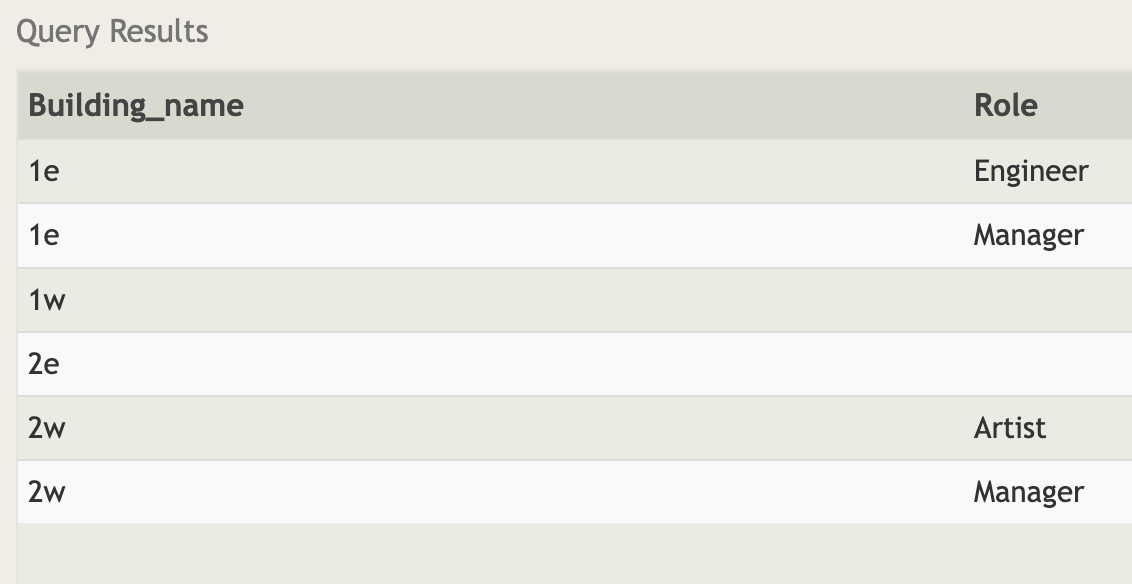 Query Results
Building_name Role
1e Engineer
1e Manager
1w
2e
2w Artist
2w Manager